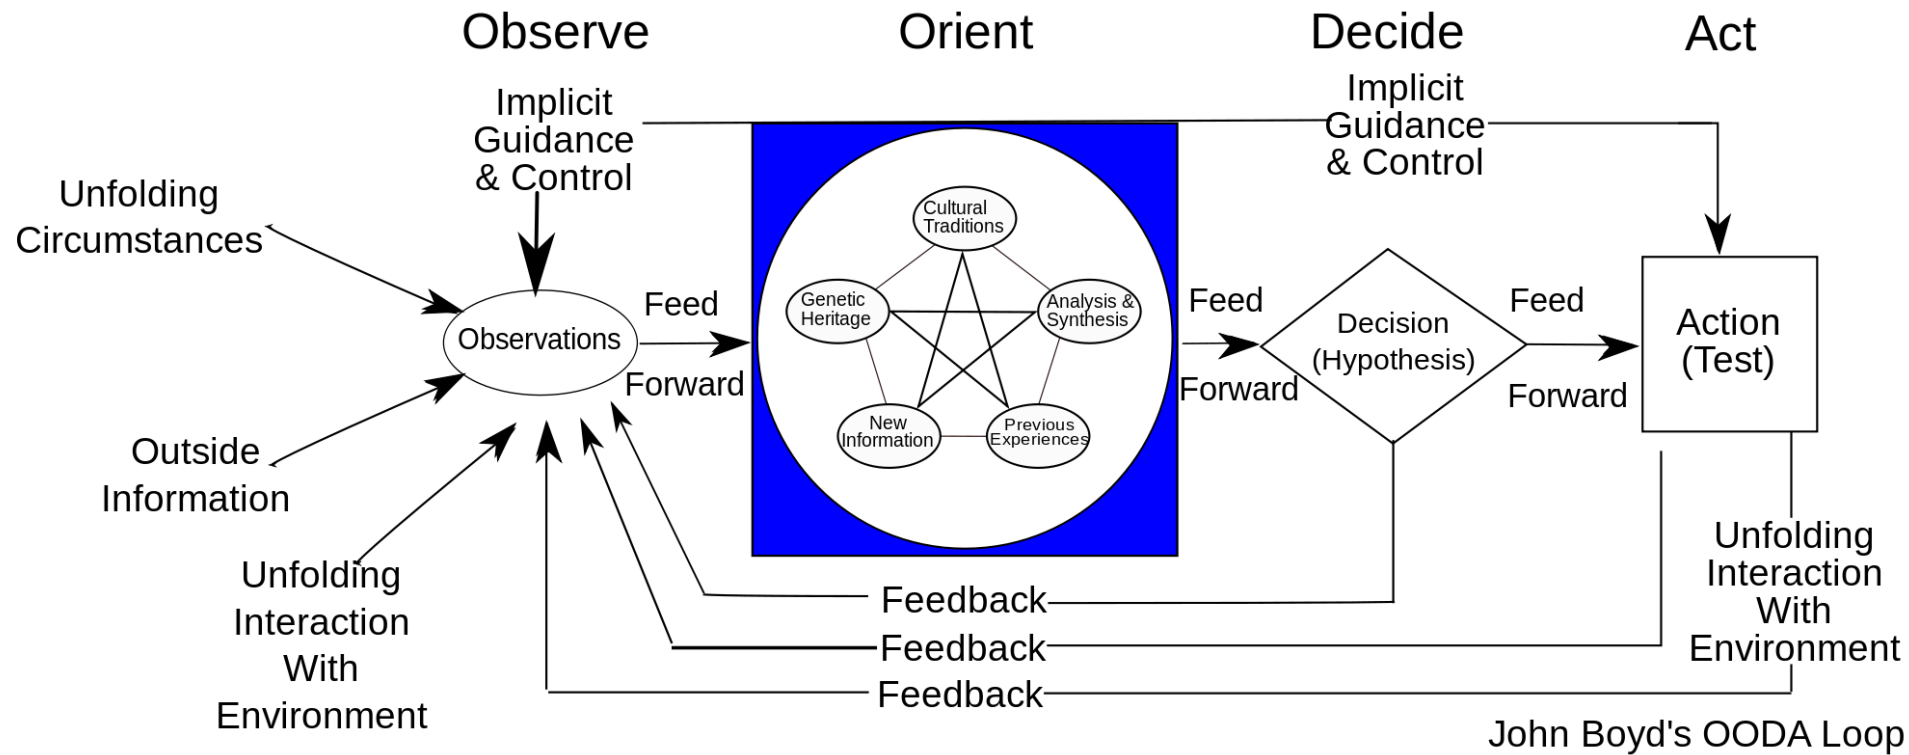 Observe
Orient
Decide
Act
Implicit
Guidance
& Control
Implicit
Guidance
& Control
Unfolding
Circumstances
Observations
Outside
Information
Unfolding
Interaction
With
Environment
Feed
Forward
Cultural
Traditions
Genetic
Heritage
Analysis &
Synthesis
New
Information
Previous
Experiences
Feed
Forward
Decision
(Hypothesis)
Feed
Forward
Action
(Test)
Unfolding
Interaction
With
Environment
Feedback
Feedback
Feedback
John Boyd's OODA Loop